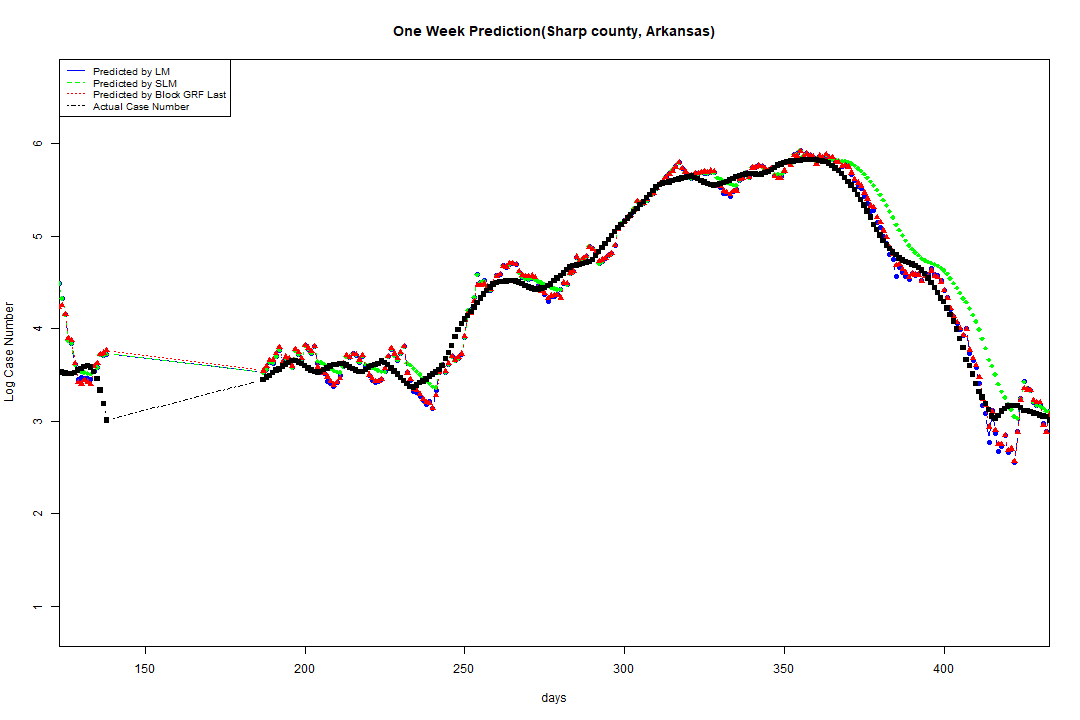 One Week Prediction(Sharp county, Arkansas)
Predicted by LM
Predicted by SLM
Predicted by Block GRF Last
Actual Case Number
Log Case Number
6
5
4
3
2
1
150 200 250 300 350 400
days